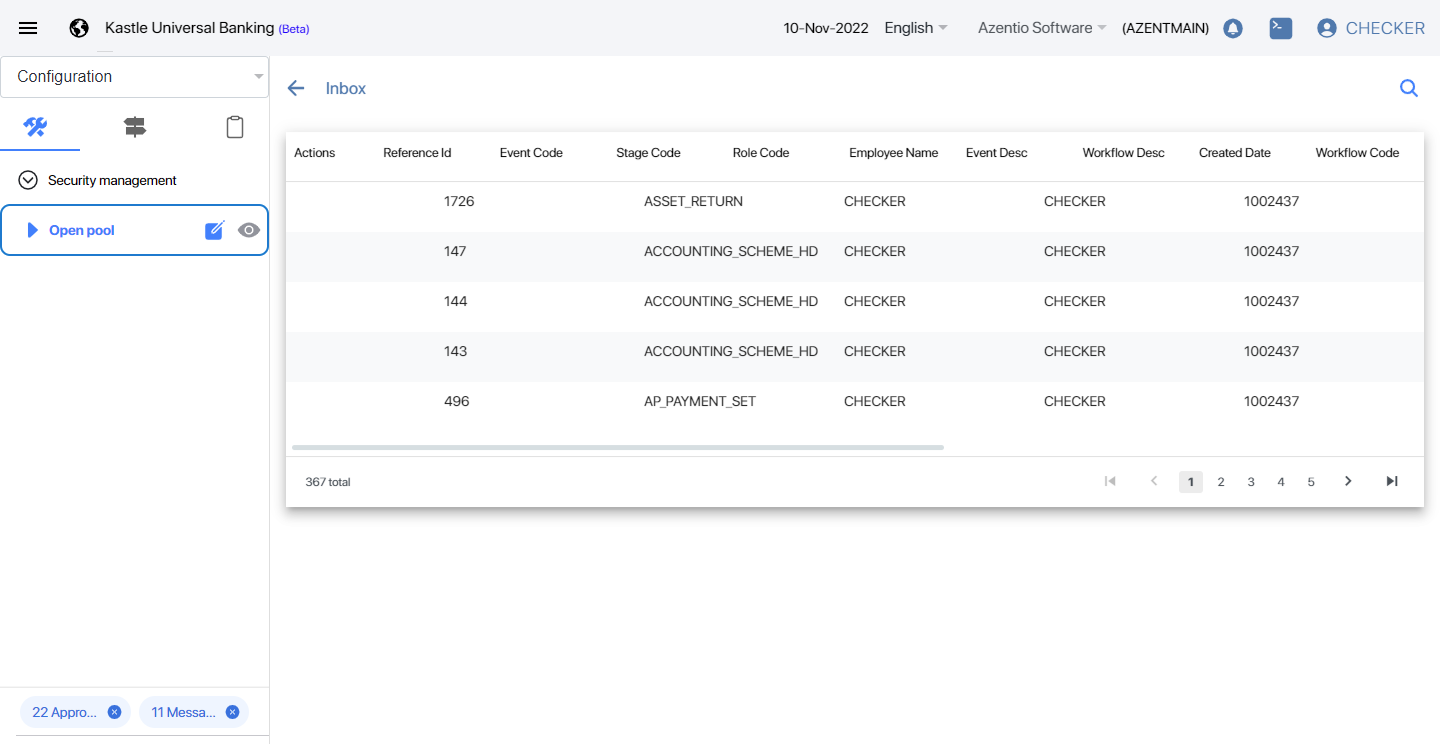 Kastle Universal Banking (Beta) 10-Nov-2022 English Azentio Software (AZENTMAIN) CHECKER
Configuration
Security management
Open pool
22 Appro...
11 Messa...
Inbox
Actions Reference Id Event Code Stage Code Role Code Employee Name Event Desc Workflow Desc Created Date Workflow Code
1726 ASSET_RETURN CHECKER CHECKER 1002437
147 ACCOUNTING_SCHEME_HD CHECKER CHECKER 1002437
144 ACCOUNTING_SCHEME_HD CHECKER CHECKER 1002437
143 ACCOUNTING_SCHEME_HD CHECKER CHECKER 1002437
496 AP_PAYMENT_SET CHECKER CHECKER 1002437
367 total 1 2 3 4 5